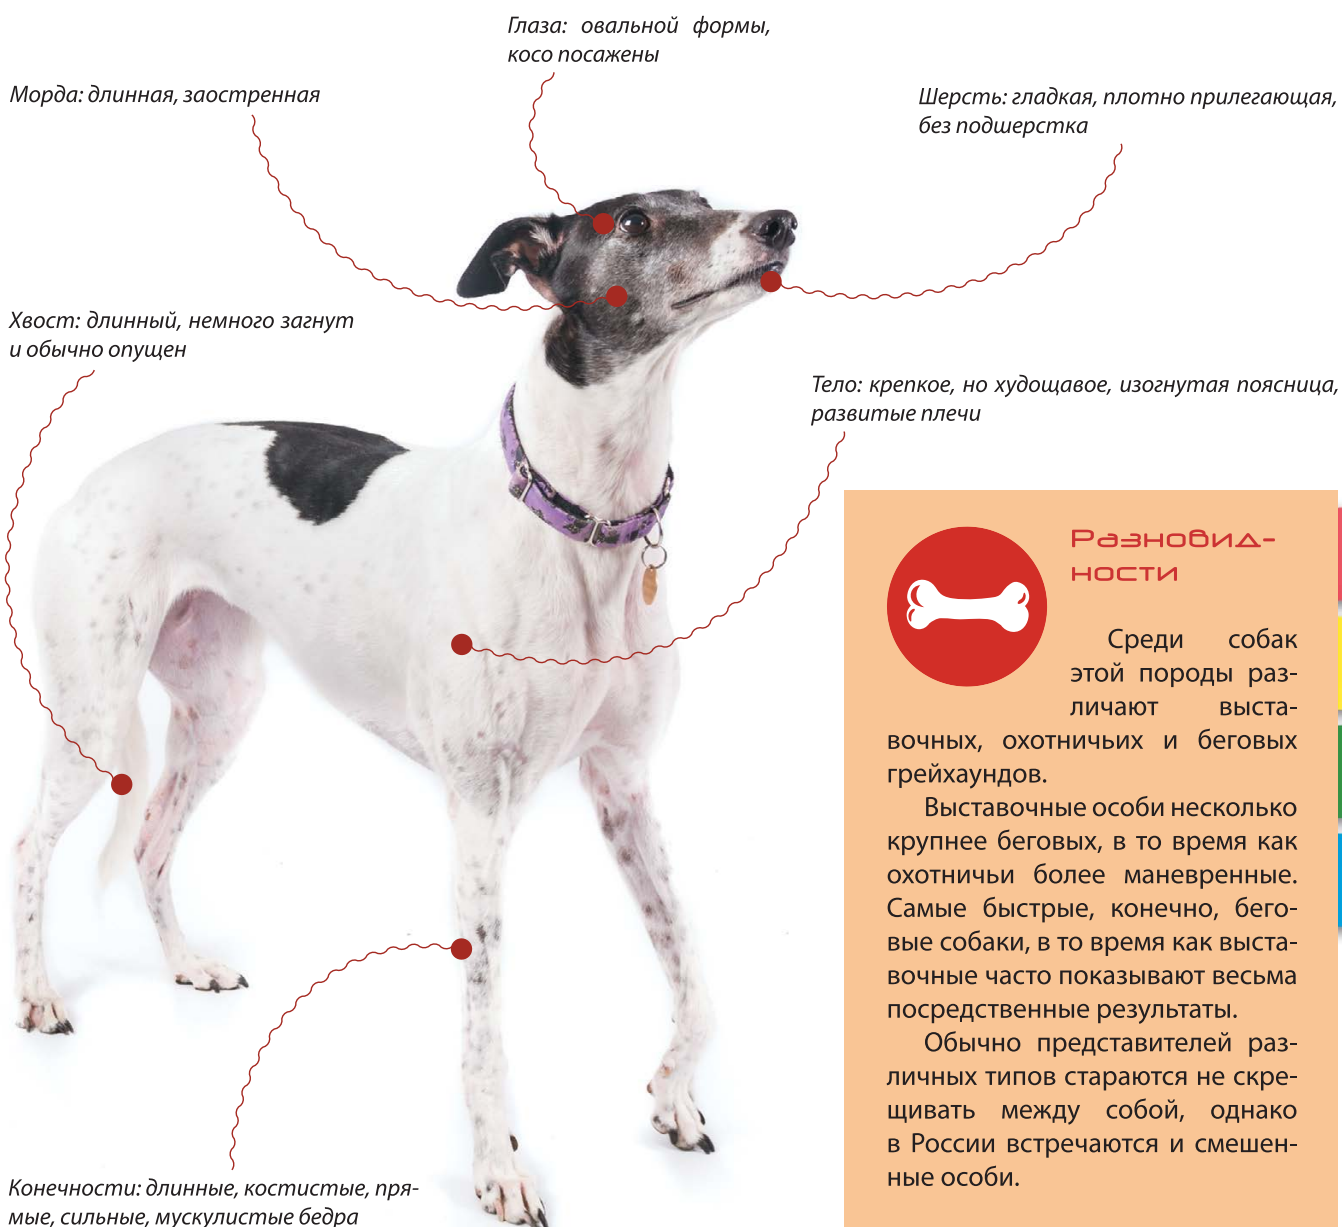 Глаза: овальной формы,
косо посажены
Морда: длинная, заостренная
Шерсть: гладкая, плотно прилегающая,
без подшерстка
Хвост: длинный, немного загнут
и обычно опущен
Тело: крепкое, но худощавое, изогнутая поясница,
развитые плечи
Конечности: длинные, костистые, пря-
мые, сильные, мускулистые бедра
Разновид-
ности
Среди собак
этой породы раз-
личают выста-
вочных, охотничьих и беговых
грейхаундов.
Выставочные особи несколько
крупнее беговых, в то время как
охотничьи более маневренные.
Самые быстрые, конечно, бего-
вые собаки, в то время как выста-
вочные часто показывают весьма
посредственные результаты.
Обычно представителей раз-
личных типов стараются не скре-
щивать между собой, однако
в России встречаются и смешен-
ные особи.